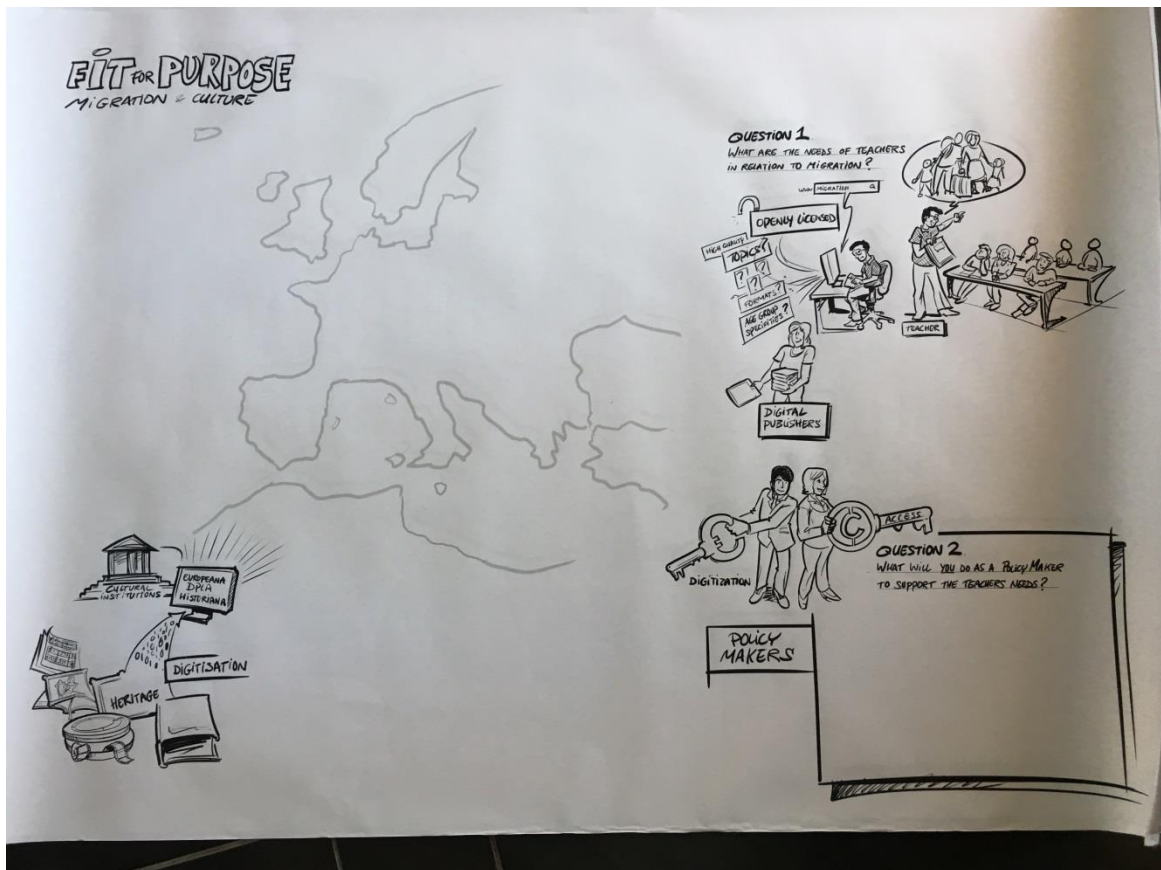 FIT FOR PURPOSE
MIGRATION & CULTURE
QUESTION 1
WHAT ARE THE NEEDS OF TEACHERS
IN RELATION TO MIGRATION?
WWW MIGRATION
OPENLY LICENSED
HIGH QUALITY
TOPICS?
? ?
? ?
FORMATS?
AGE GROUP?
SPECIFICITIES
TEACHER
DIGITAL
PUBLISHERS
€
C
ACCESS
DIGITIZATION
QUESTION 2
WHAT WILL YOU DO AS A POLICY MAKER
TO SUPPORT THE TEACHERS NEEDS?
POLICY
MAKERS
CULTURAL
INSTITUTIONS
EUROPEANA
DPLA
HISTORIANA
DIGITISATION
HERITAGE